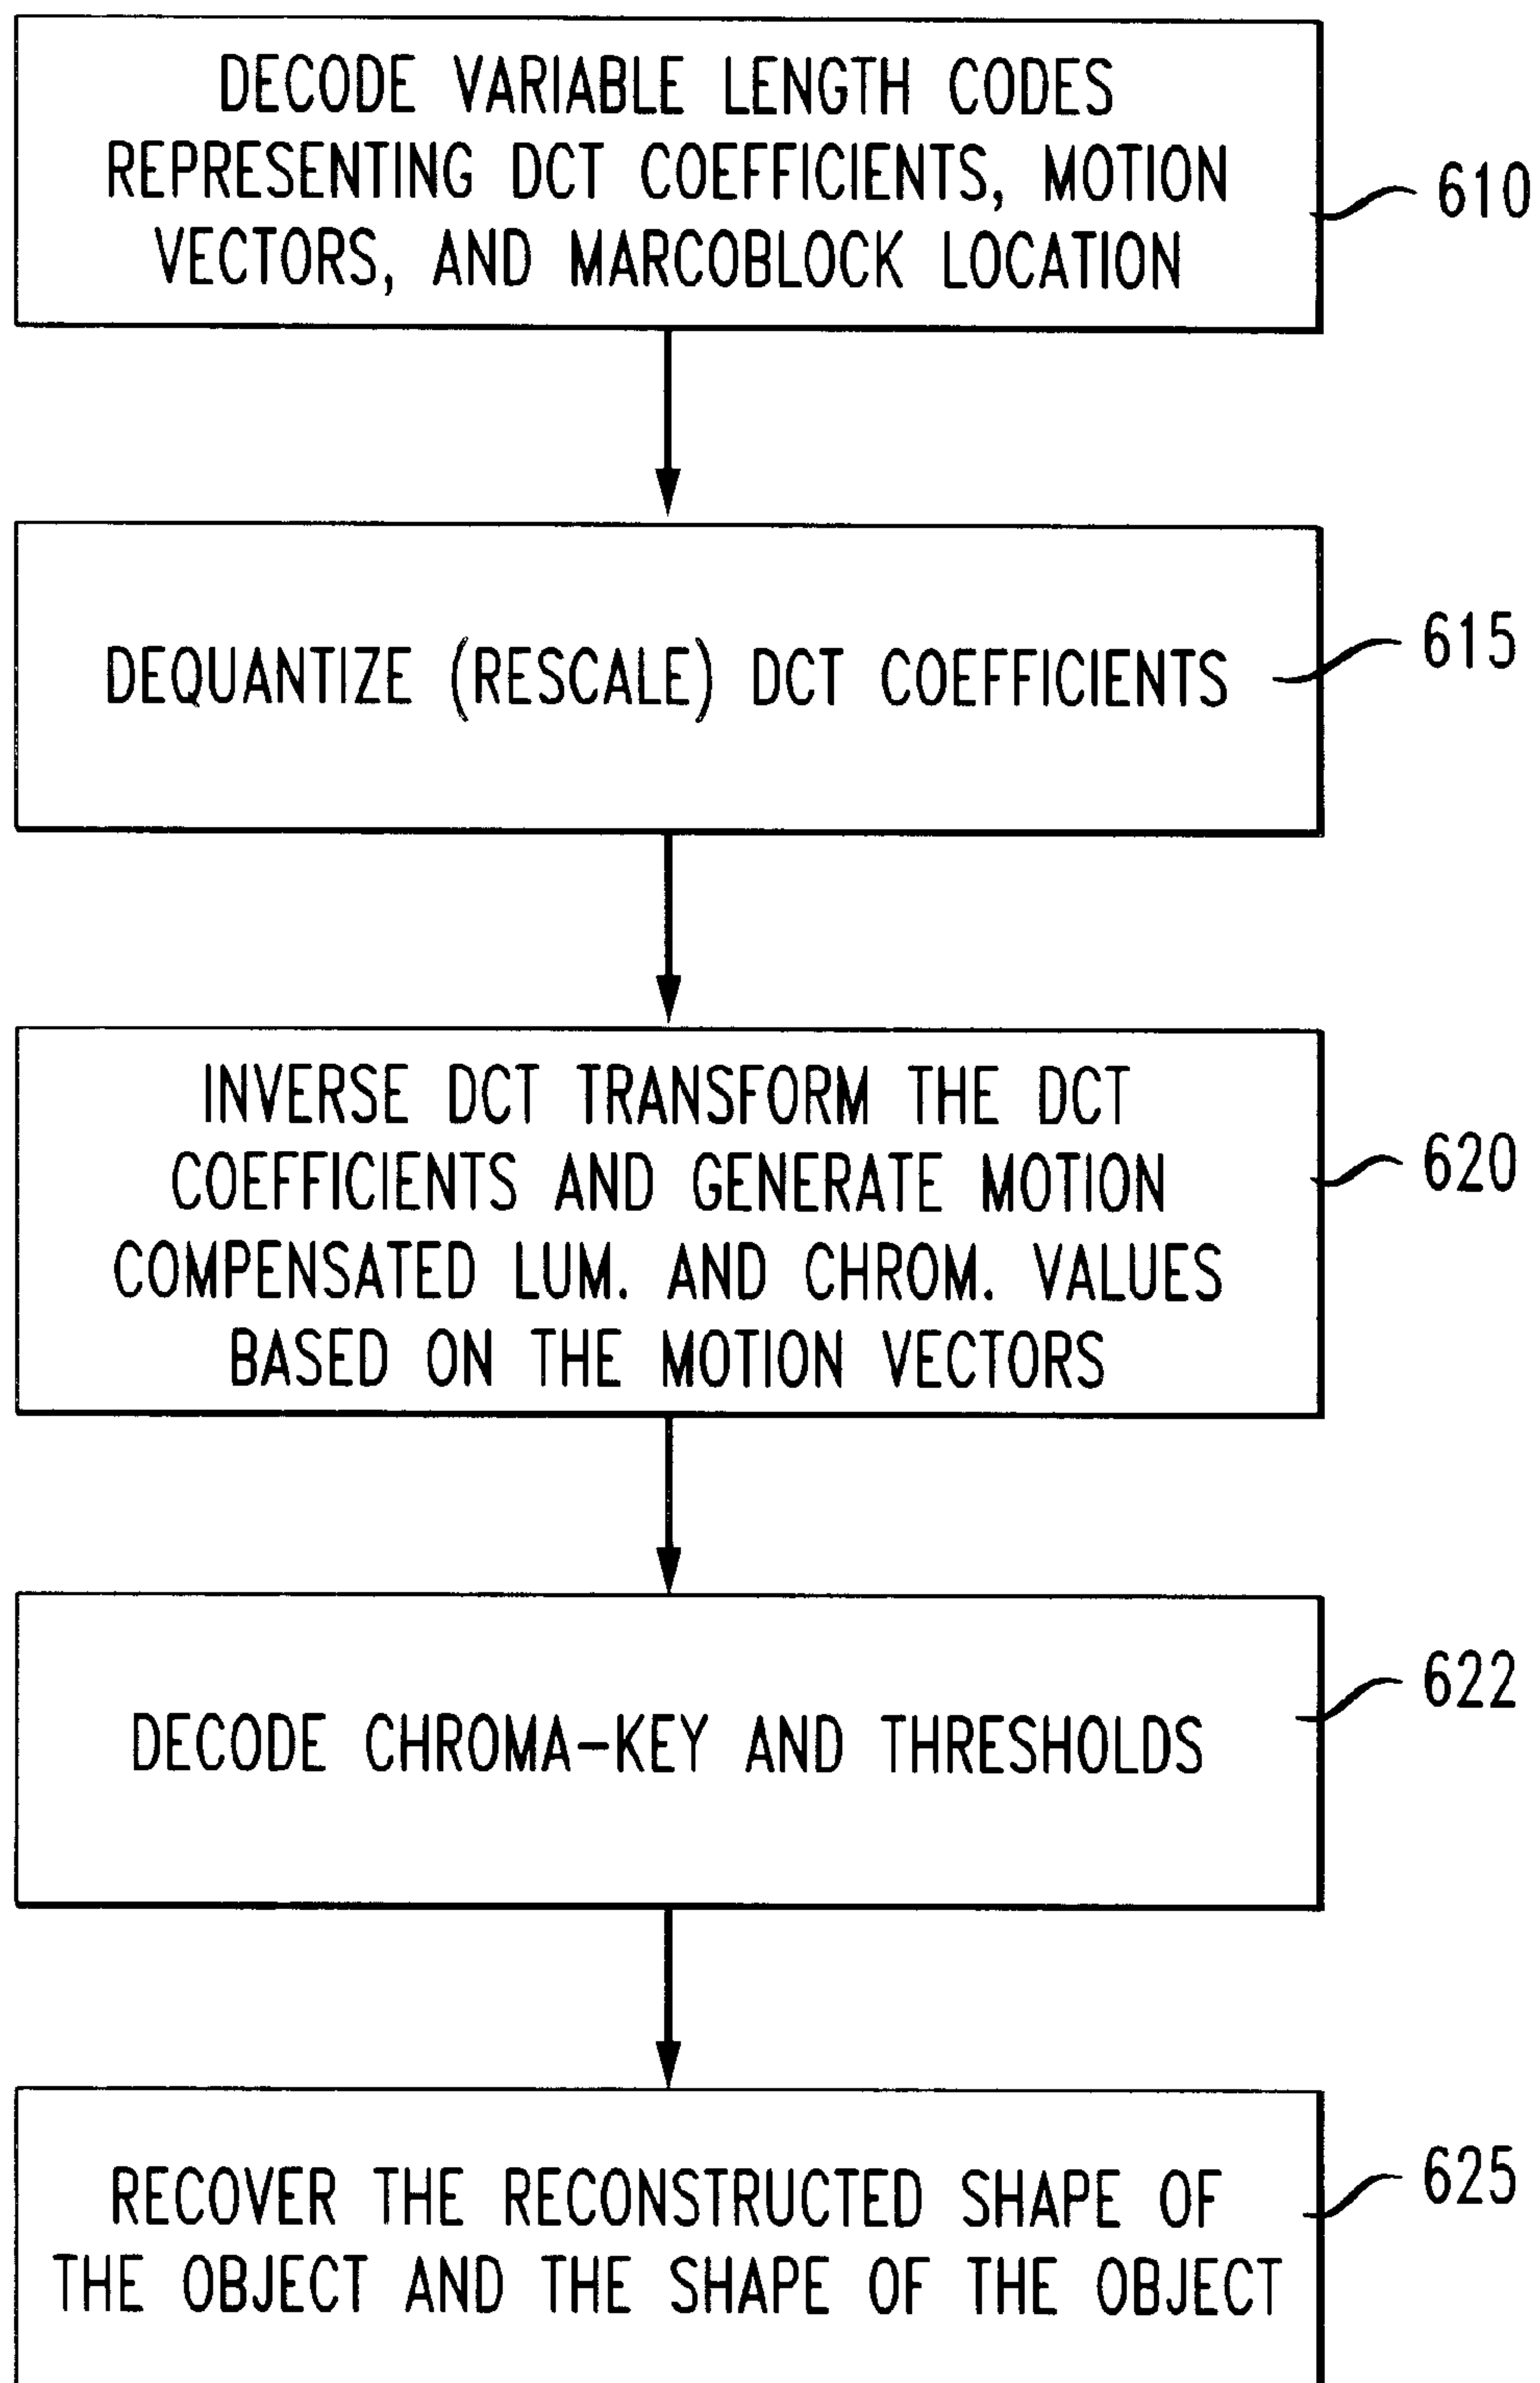 DECODE VARIABLE LENGTH CODES
REPRESENTING DCT COEFFICIENTS, MOTION
VECTORS, AND MARCOBLOCK LOCATION
610
DEQUANTIZE (RESCALE) DCT COEFFICIENTS
615
INVERSE DCT TRANSFORM THE DCT
COEFFICIENTS AND GENERATE MOTION
COMPENSATED LUM. AND CHROM. VALUES
BASED ON THE MOTION VECTORS
620
DECODE CHROMA-KEY AND THRESHOLDS
622
RECOVER THE RECONSTRUCTED SHAPE OF
THE OBJECT AND THE SHAPE OF THE OBJECT
625